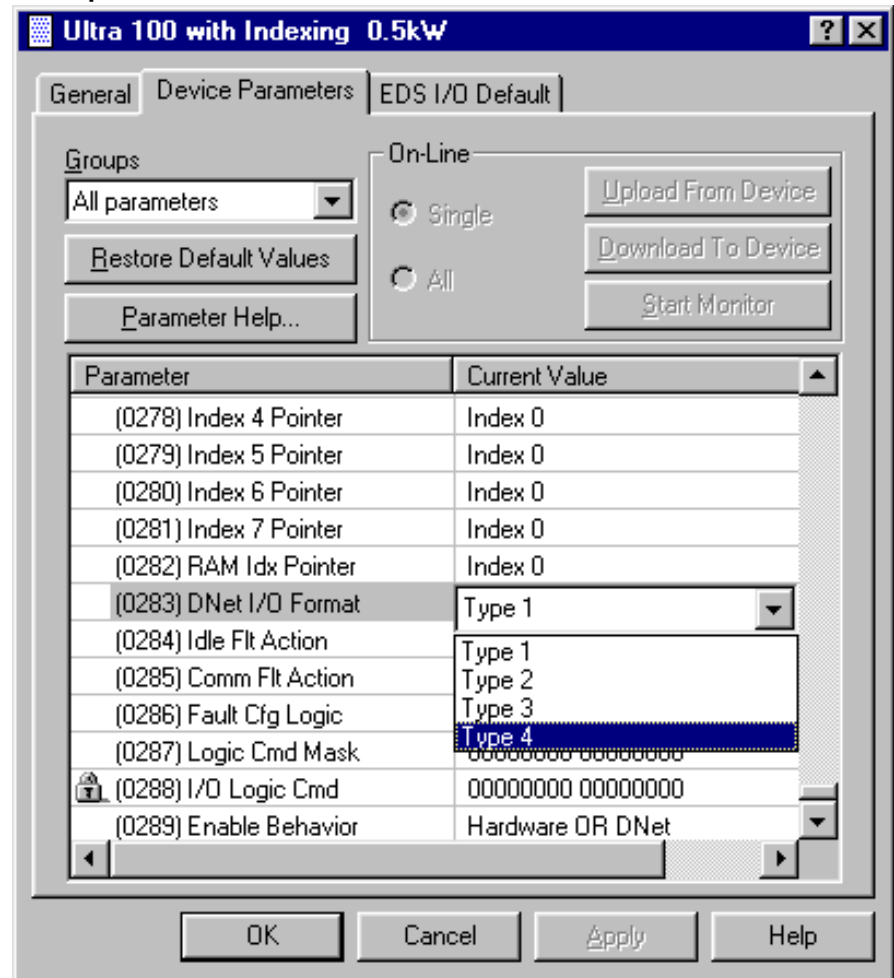 Ultra 100 with Indexing 0.5kW
General Device Parameters EDS I/O Default
Groups
All parameters
Restore Default Values
Parameter Help...
On-Line
Single
All
Upload From Device
Download To Device
Start Monitor
Parameter Current Value
(0278) Index 4 Pointer Index 0
(0279) Index 5 Pointer Index 0
(0280) Index 6 Pointer Index 0
(0281) Index 7 Pointer Index 0
(0282) RAM Idx Pointer Index 0
(0283) DNet I/O Format Type 1
(0284) Idle Flt Action
(0285) Comm Flt Action
(0286) Fault Cfg Logic
(0287) Logic Cmd Mask 00000000 00000000
Type 1
Type 2
Type 3
Type 4
(0288) I/O Logic Cmd 00000000 00000000
(0289) Enable Behavior Hardware OR DNet
OK Cancel Apply Help